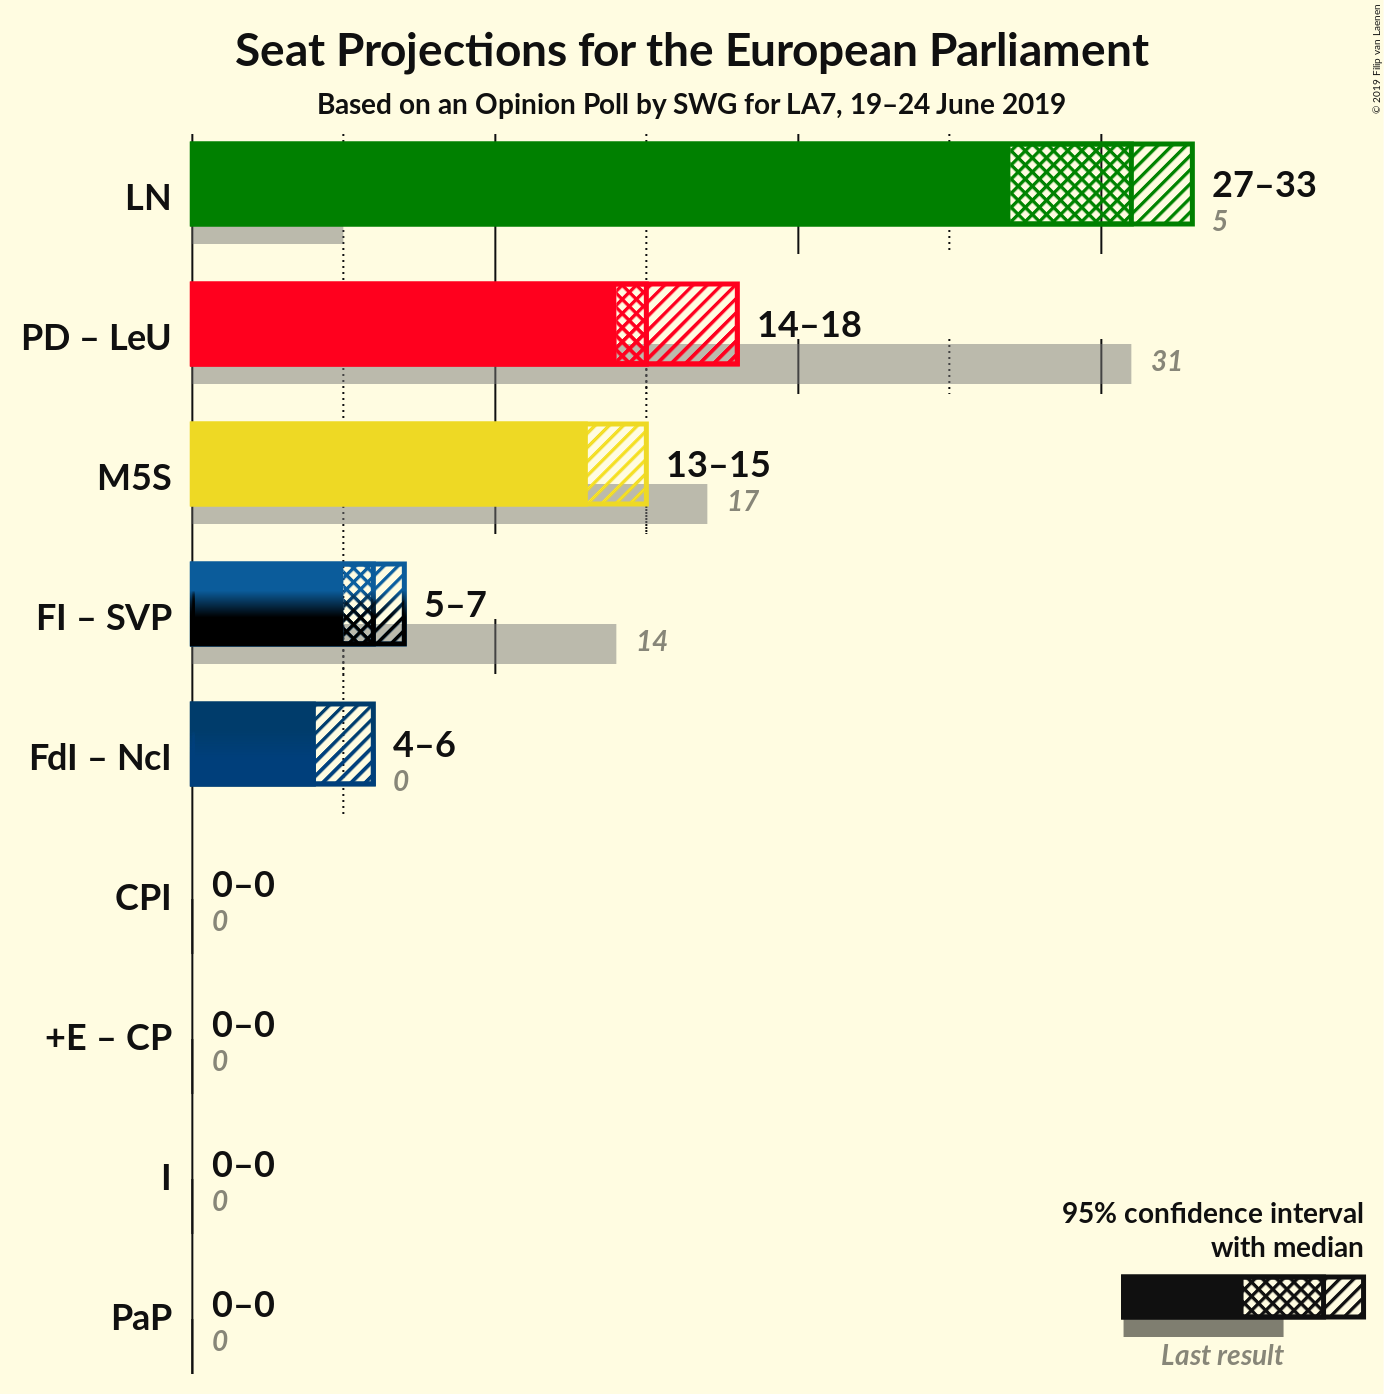 Seat Projections for the European Parliament
Based on an Opinion Poll by SWG for LA7, 19–24 June 2019
© 2019 Filip van Laenen
LN
27–33
5
PD – LeU
14–18
31
M5S
13–15
17
FI – SVP
5–7
14
FdI – NcI
4–6
0
CPI
0–0
0
+E – CP
0–0
0
I
0–0
0
PaP
0–0
0
95% confidence interval
with median
Last result